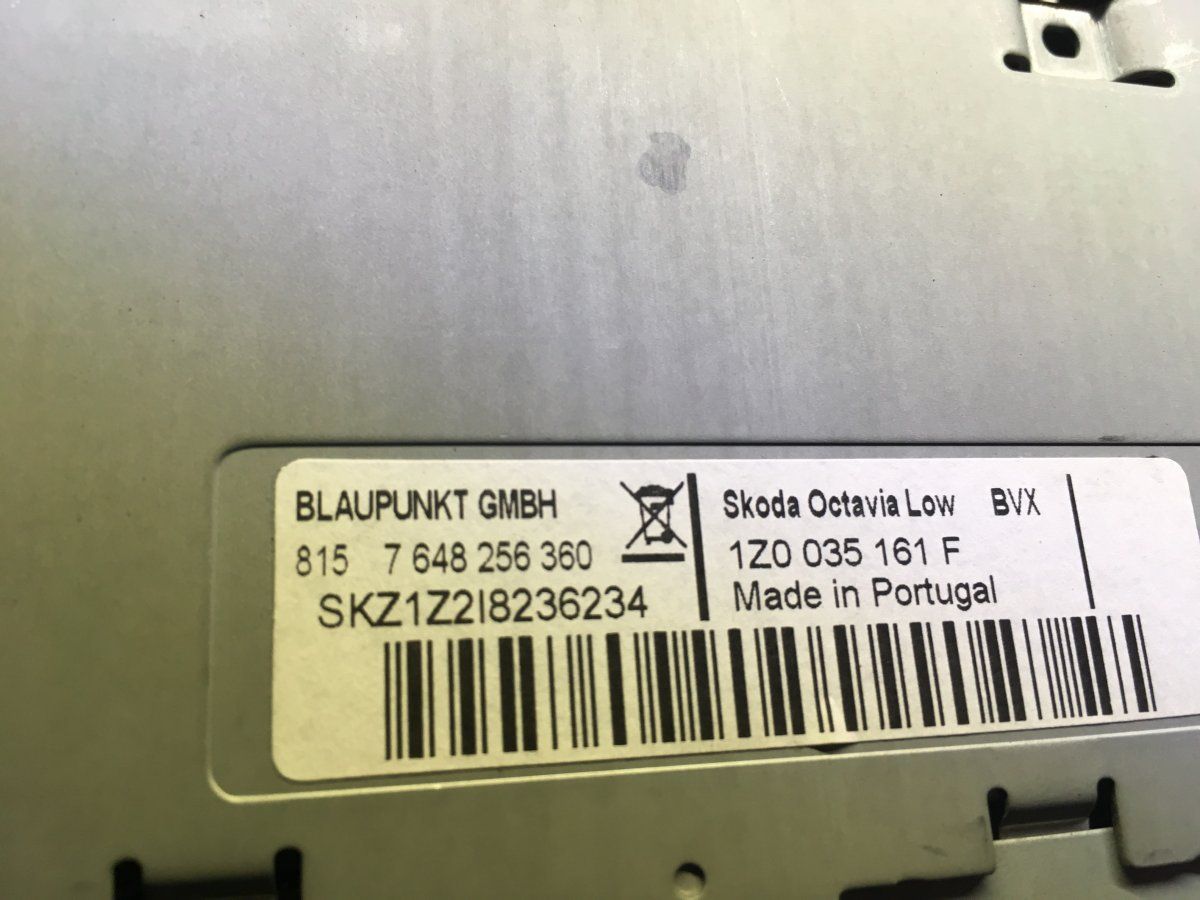 BLAUPUNKT GMBH
815 7 648 256 360
SKZ1Z2I8236234
Skoda Octavia Low BVX
1Z0 035 161 F
Made in Portugal